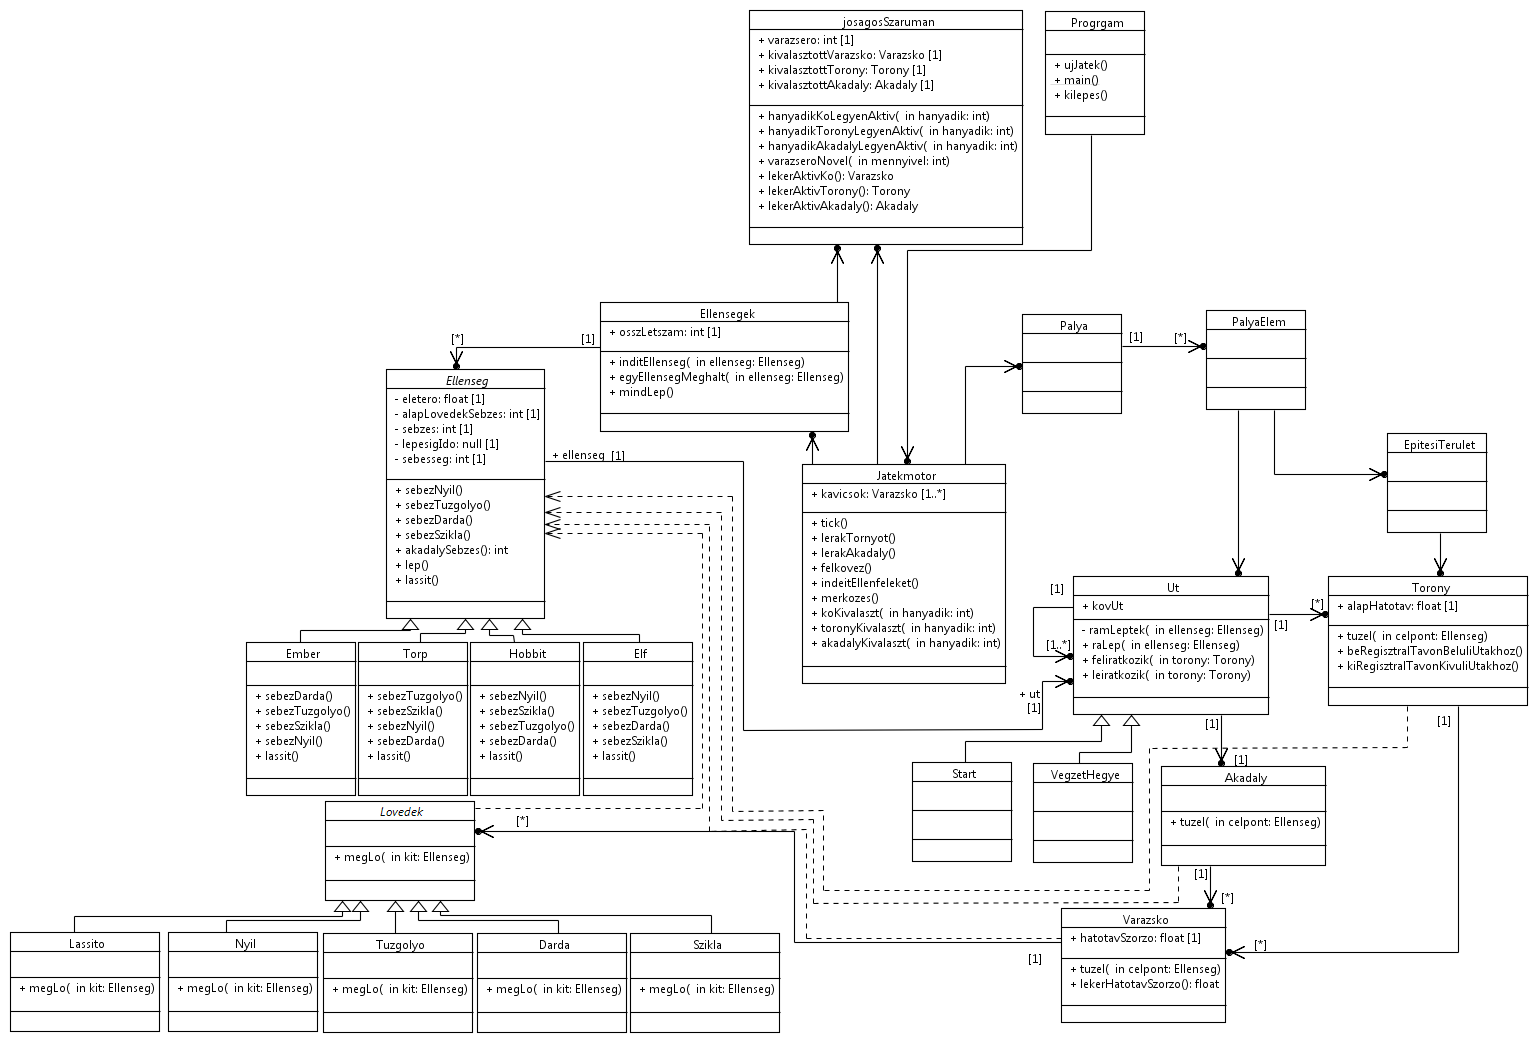 josagosSzaruman
+ varazsero: int [1]
+ kivalasztottVarazsko: Varazsko [1]
+ kivalasztottTorony: Torony [1]
+ kivalasztottAkadaly: Akadaly [1]
+ hanyadikKoLegyenAktiv( in hanyadik: int)
+ hanyadikToronyLegyenAktiv( in hanyadik: int)
+ hanyadikAkadalyLegyenAktiv( in hanyadik: int)
+ varazseroNovel( in mennyivel: int)
+ lekerAktivKo(): Varazsko
+ lekerAktivTorony(): Torony
+ lekerAktivAkadaly(): Akadaly
Progrgam
+ ujJatek()
+ main()
+ kilepes()
Ellensegek
+ osszLetszam: int [1]
+ inditEllenseg( in ellenseg: Ellenseg)
+ egyEllensegMeghalt( in ellenseg: Ellenseg)
+ mindLep()
[*]
[1]
Palya
[1]
[*]
PalyaElem
Ellenseg
- eletero: float [1]
- alapLovedekSebzes: int [1]
- sebzes: int [1]
- lepesigIdo: null [1]
- sebesseg: int [1]
+ sebezNyil()
+ sebezTuzgolyo()
+ sebezDarda()
+ sebezSzikla()
+ akadalySebzes(): int
+ lep()
+ lassit()
+ ellenseg [1]
Jatekmotor
+ kavicsok: Varazsko [1..*]
+ tick()
+ lerakTornyot()
+ lerakAkadaly()
+ felkovez()
+ indeitEllenfeleket()
+ merkozes()
+ koKivalaszt( in hanyadik: int)
+ toronyKivalaszt( in hanyadik: int)
+ akadalyKivalaszt( in hanyadik: int)
EpitesiTerulet
Ut
+ kovUt
- ramLeptek( in ellenseg: Ellenseg)
+ raLep( in ellenseg: Ellenseg)
+ feliratkozik( in torony: Torony)
+ leiratkozik( in torony: Torony)
[1]
[1..*]
+ ut
[1]
[1]
[*]
Torony
+ alapHatotav: float [1]
+ tuzel( in celpont: Ellenseg)
+ beRegisztralTavonBeluliUtakhoz()
+ kiRegisztralTavonKivuliUtakhoz()
[1]
Ember
+ sebezDarda()
+ sebezTuzgolyo()
+ sebezSzikla()
+ sebezNyil()
+ lassit()
Torp
+ sebezTuzgolyo()
+ sebezSzikla()
+ sebezNyil()
+ sebezDarda()
+ lassit()
Hobbit
+ sebezNyil()
+ sebezSzikla()
+ sebezTuzgolyo()
+ sebezDarda()
+ lassit()
Elf
+ sebezNyil()
+ sebezTuzgolyo()
+ sebezDarda()
+ sebezSzikla()
+ lassit()
Start
VegzetHegye
[1]
[1]
Akadaly
+ tuzel( in celpont: Ellenseg)
[1]
[*]
Lovedek
+ megLo( in kit: Ellenseg)
[*]
Varazsko
+ hatotavSzorzo: float [1]
+ tuzel( in celpont: Ellenseg)
+ lekerHatotavSzorzo(): float
[1]
[*]
Lassito
+ megLo( in kit: Ellenseg)
Nyil
+ megLo( in kit: Ellenseg)
Tuzgolyo
+ megLo( in kit: Ellenseg)
Darda
+ megLo( in kit: Ellenseg)
Szikla
+ megLo( in kit: Ellenseg)